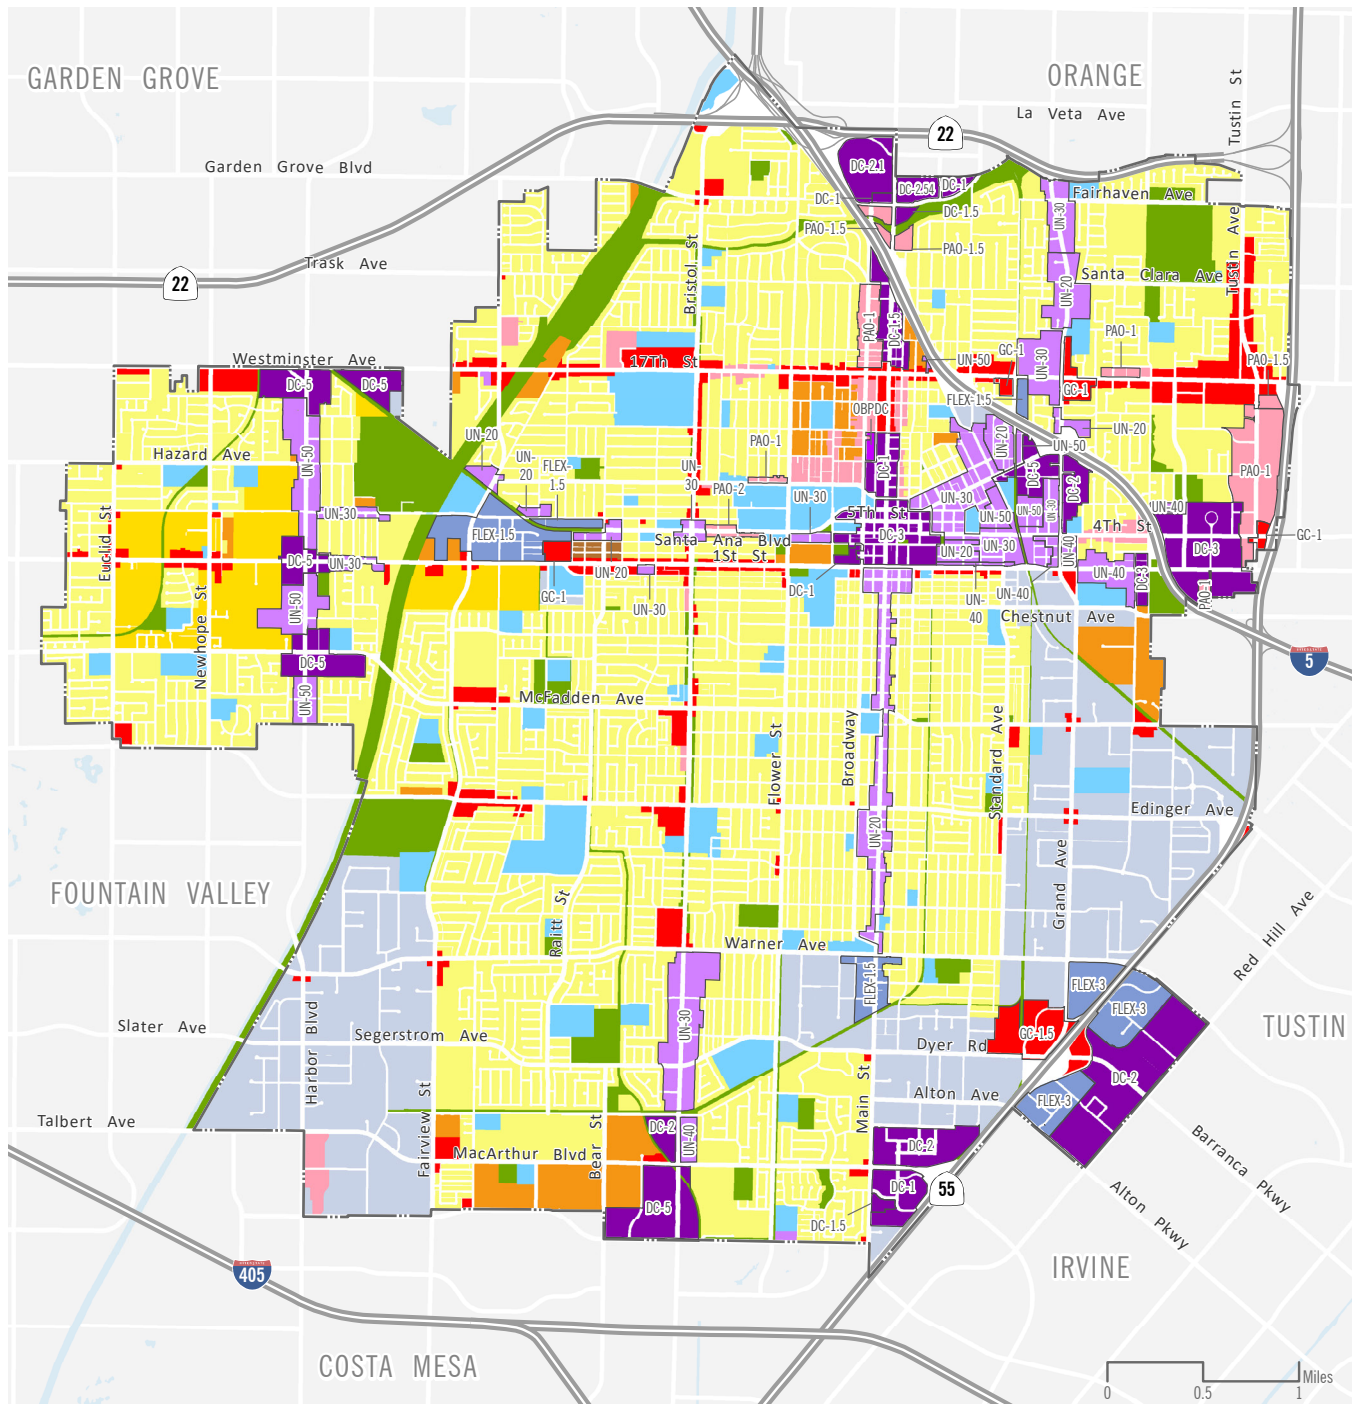 GARDEN GROVE
ORANGE
Tustin St
La Veta Ave
22
Garden Grove Blvd
DC-2.1
DC-2.54
DC-1
DC-1
Fairhaven Ave
DC-1.5
UN-30
PAO-1.5
PAO-1.5
Bristol St
Tustin Ave
Trask Ave
Santa Clara Ave
22
UN-20
PAO-1
DC-1.5
PAO-1
Westminster Ave
17Th St
GC-1
UN-50
UN-30
PAO-1.5
DC-5
DC-5
GC-1
FLEX-1.5
OBPDC
UN-20
UN-20
UN-20
PAO-1
UN-50
Hazard Ave
UN-50
UN-
20
FLEX-
1.5
UN-
30
DC-1
DC-5
DC-2
PAO-1
PAO-2
UN-30
UN-30
UN-40
Euclid St
UN-30
5Th St
UN-50
UN-50
UN-30
4Th St
FLEX-1.5
Santa Ana Blvd
DC-3
UN-30
DC-3
GC-1
1St St
UN-20
UN-40
DC-5
UN-30
UN-20
UN-40
DC-3
GC-1
UN-30
DC-1
UN-
40
UN-40
PAO-1
Newhope St
UN-50
Chestnut Ave
DC-5
5
UN-50
McFadden Ave
Flower St
Broadway
Standard Ave
Edinger Ave
UN-20
Grand Ave
FOUNTAIN VALLEY
Raitt St
Warner Ave
Red Hill Ave
FLEX-1.5
FLEX-3
FLEX-3
Slater Ave
Harbor Blvd
Segerstrom Ave
UN-30
GC-1.5
Dyer Rd
TUSTIN
DC-2
Main St
Alton Ave
FLEX-3
Talbert Ave
Fairview St
Bear St
DC-2
UN-40
DC-2
MacArthur Blvd
Barranca Pkwy
DC-5
DC-1
55
Alton Pkwy
DC-1.5
405
IRVINE
COSTA MESA
Miles
0 0.5 1